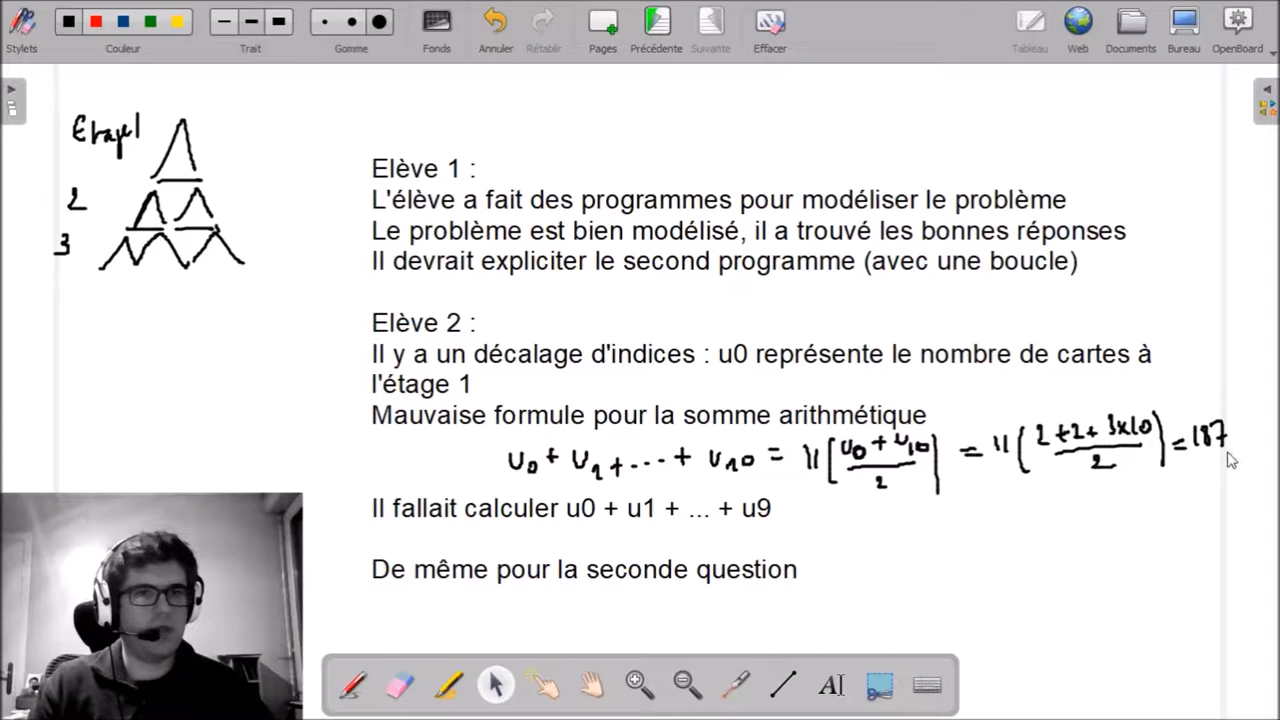 Stylets
Couleur
Trait
Gomme
Fonds
Annuler
Rétablir
Pages
Précédente
Suivante
Effacer
Tableau
Web
Documents
Bureau
OpenBoard
Etape 1
2
3
Elève 1 :
L'élève a fait des programmes pour modéliser le problème
Le problème est bien modélisé, il a trouvé les bonnes réponses
Il devrait expliciter le second programme (avec une boucle)
Elève 2 :
Il y a un décalage d'indices : u0 représente le nombre de cartes à
l'étage 1
Mauvaise formule pour la somme arithmétique
u0 + u1 + ... + u10 = 11 (u0 + u10 / 2) = 11 (2 + 2 + 3x10 / 2) = 187
Il fallait calculer u0 + u1 + ... + u9
De même pour la seconde question
AI